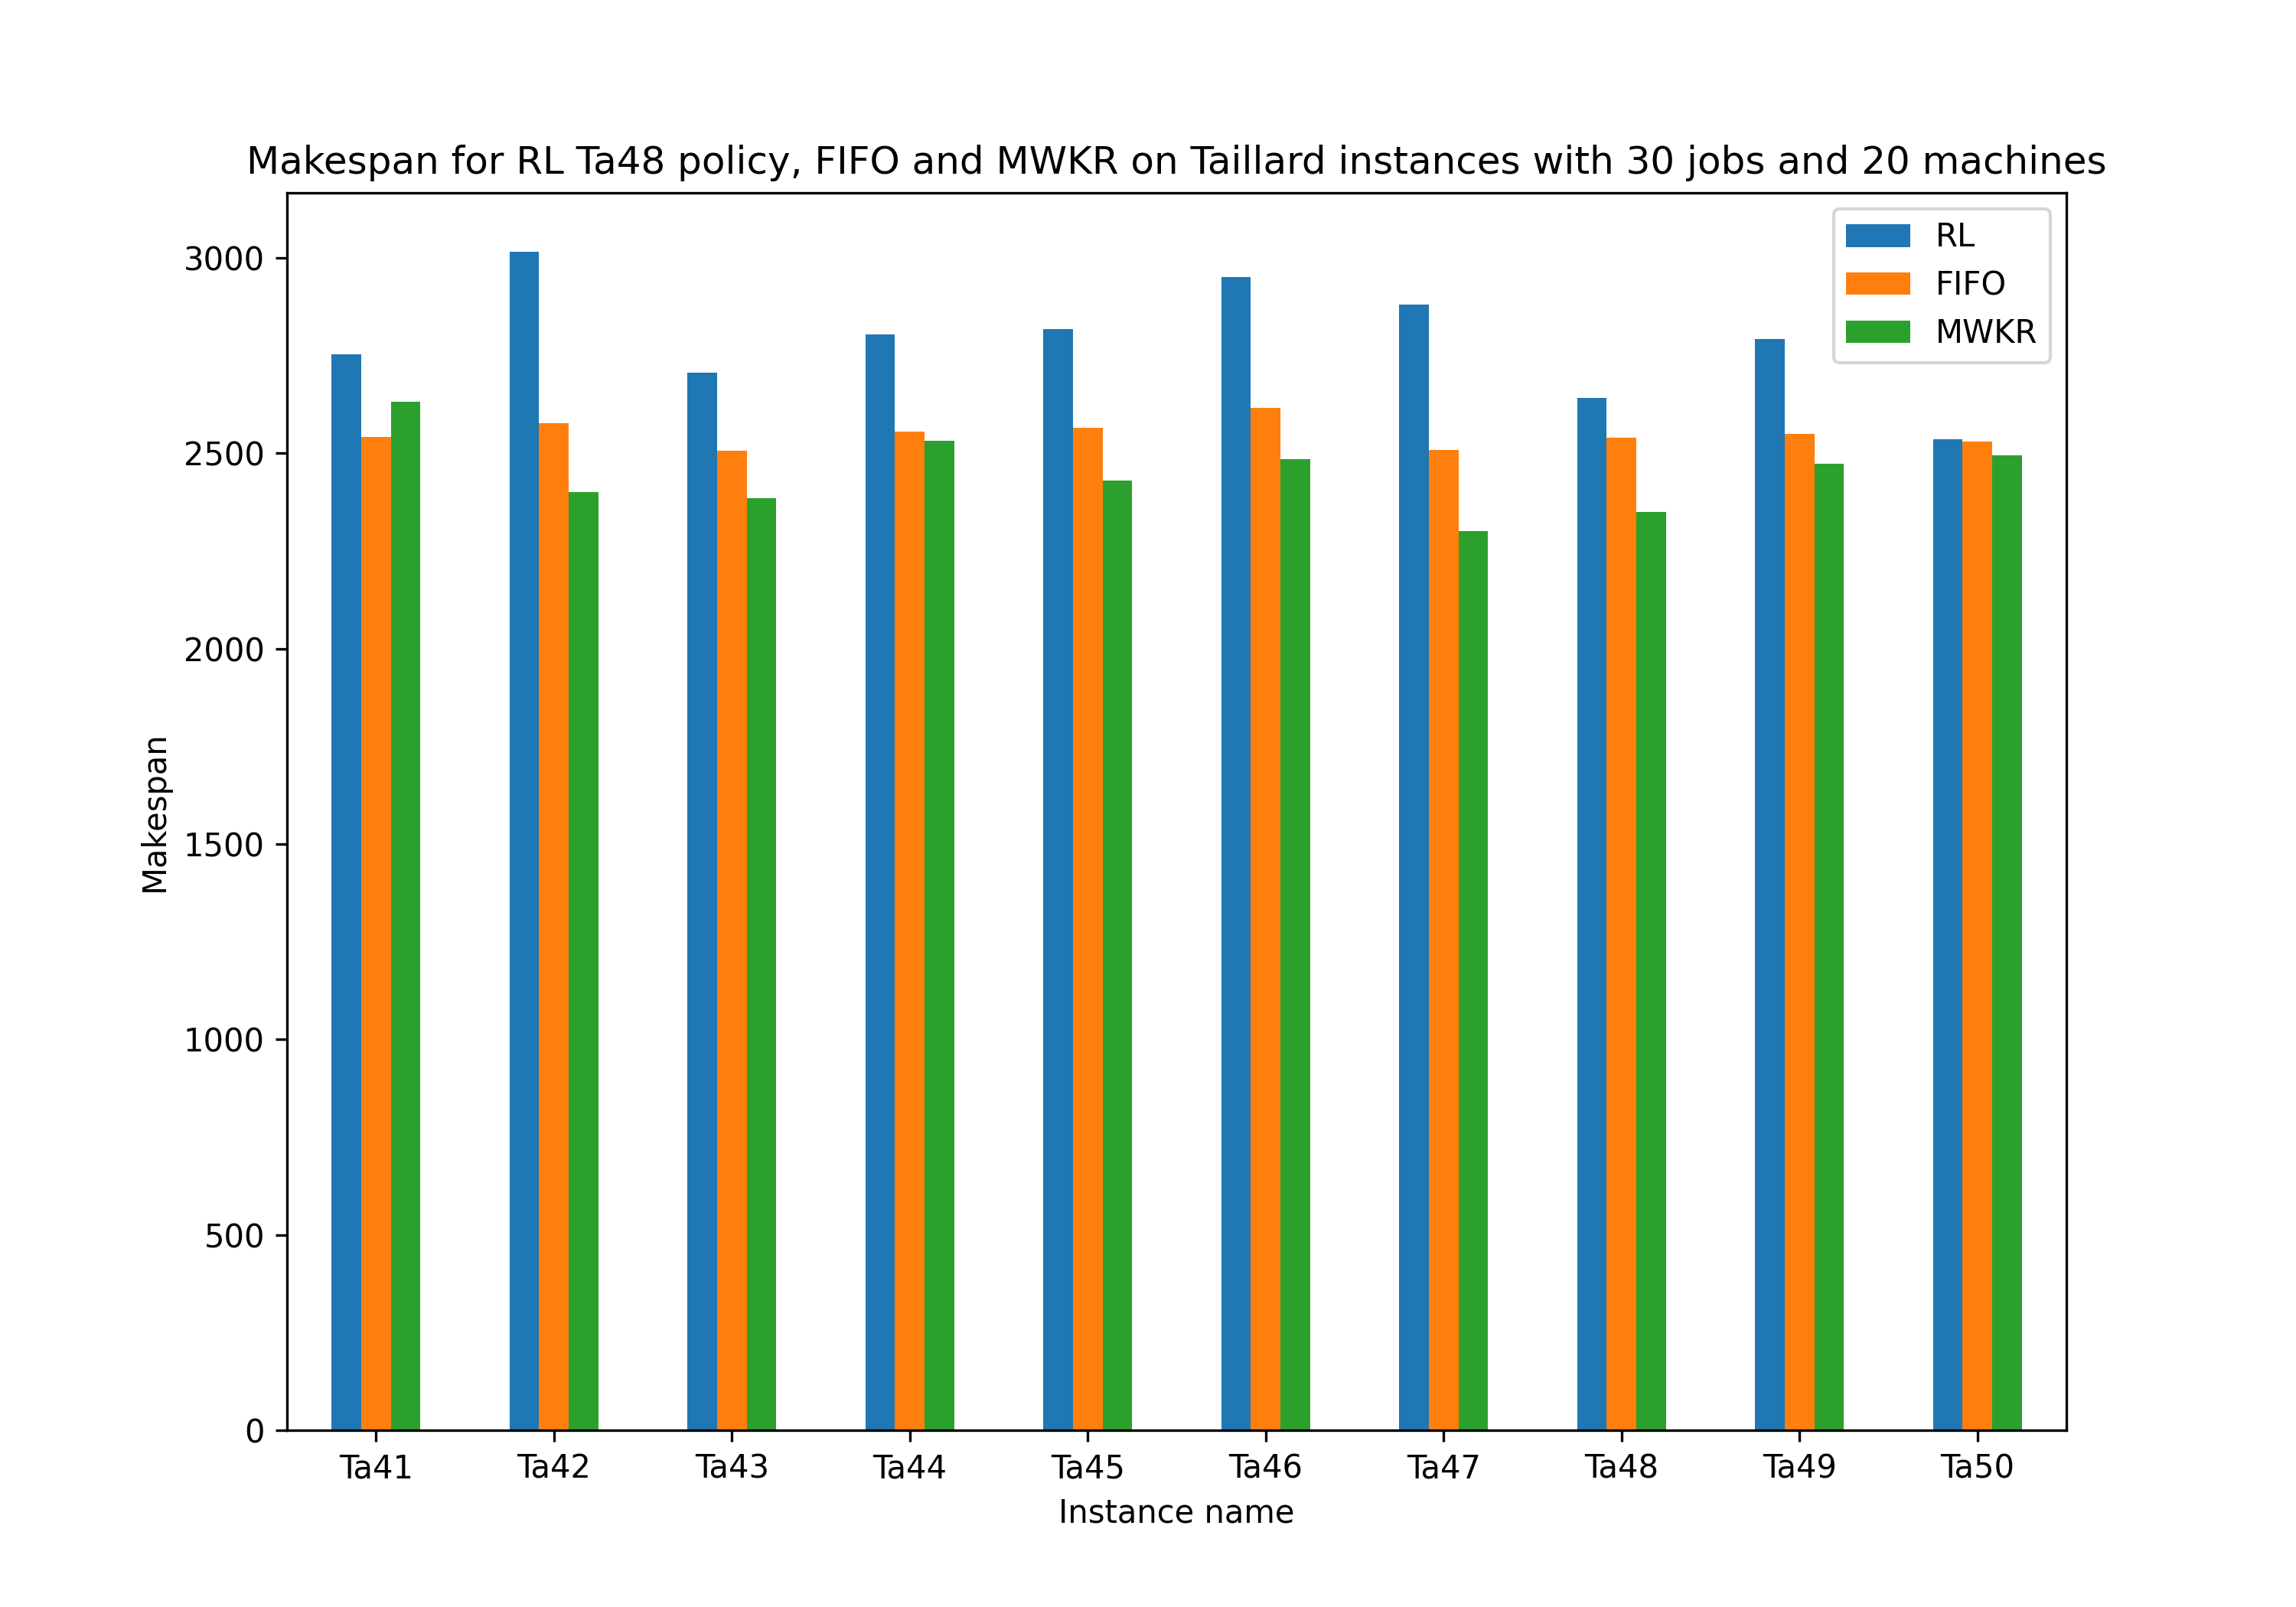 Makespan for RL Ta48 policy, FIFO and MWKR on Taillard instances with 30 jobs and 20 machines
RL
FIFO
MWKR
3000
2500
2000
1500
1000
500
0
Makespan
Ta41 Ta42 Ta43 Ta44 Ta45 Ta46 Ta47 Ta48 Ta49 Ta50
Instance name